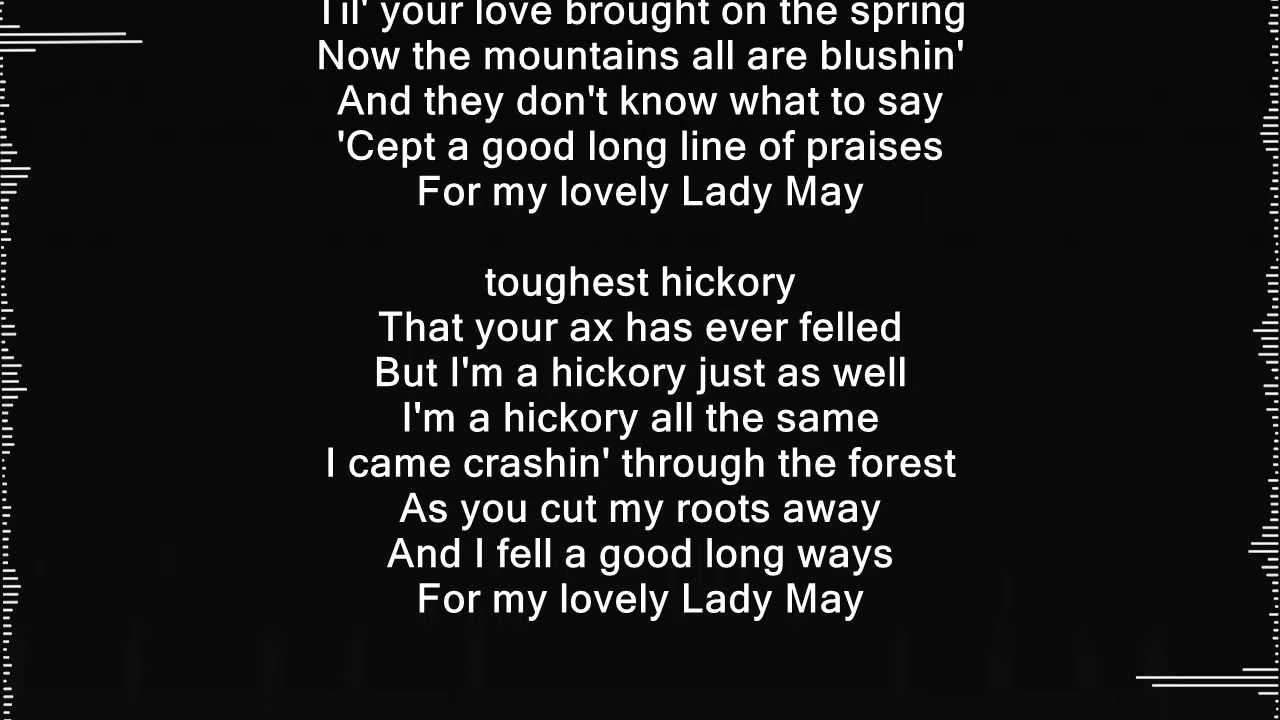 Til' your love brought on the spring
Now the mountains all are blushin'
And they don't know what to say
'Cept a good long line of praises
For my lovely Lady May
toughest hickory
That your ax has ever felled
But I'm a hickory just as well
I'm a hickory all the same
I came crashin' through the forest
As you cut my roots away
And I fell a good long ways
For my lovely Lady May